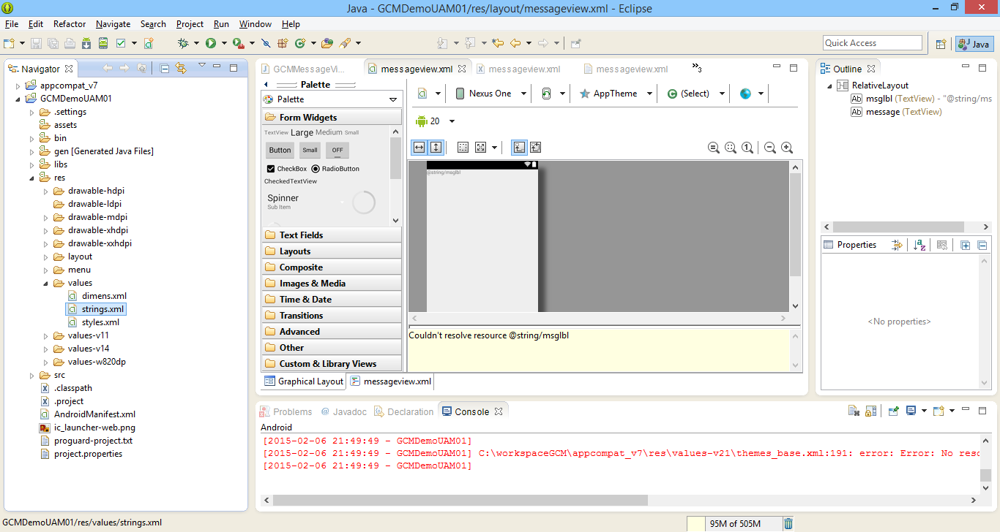 Java - GCMDemoUAM01/res/layout/messageview.xml - Eclipse
File Edit Refactor Navigate Search Project Run Window Help
Quick Access
Java
Navigator
appcompat_v7
GCMDemoUAM01
.settings
assets
bin
gen [Generated Java Files]
libs
res
drawable-hdpi
drawable-ldpi
drawable-mdpi
drawable-xhdpi
drawable-xxhdpi
layout
menu
values
dimens.xml
strings.xml
styles.xml
values-v11
values-v14
values-w820dp
src
.classpath
.project
AndroidManifest.xml
ic_launcher-web.png
proguard-project.txt
project.properties
GCMMessageVi...
messageview.xml
messageview.xml
messageview.xml
»3
Palette
Palette
Form Widgets
TextView Large Medium Small
Button Small OFF
CheckBox RadioButton
CheckedTextView
Spinner
Sub Item
Text Fields
Layouts
Composite
Images & Media
Time & Date
Transitions
Advanced
Other
Custom & Library Views
Nexus One
AppTheme
(Select)
20
@string/msglbl
Couldn't resolve resource @string/msglbl
Graphical Layout
messageview.xml
Outline
RelativeLayout
msglbl (TextView) - "@string/ms
message (TextView)
Properties
<No properties>
Problems @ Javadoc Declaration Console
Android
[2015-02-06 21:49:49 - GCMDemoUAM01]
[2015-02-06 21:49:49 - GCMDemoUAM01] C:\workspaceGCM\appcompat_v7\res\values-v21\themes_base.xml:191: error: Error: No reso
[2015-02-06 21:49:49 - GCMDemoUAM01]
GCMDemoUAM01/res/values/strings.xml
95M of 505M